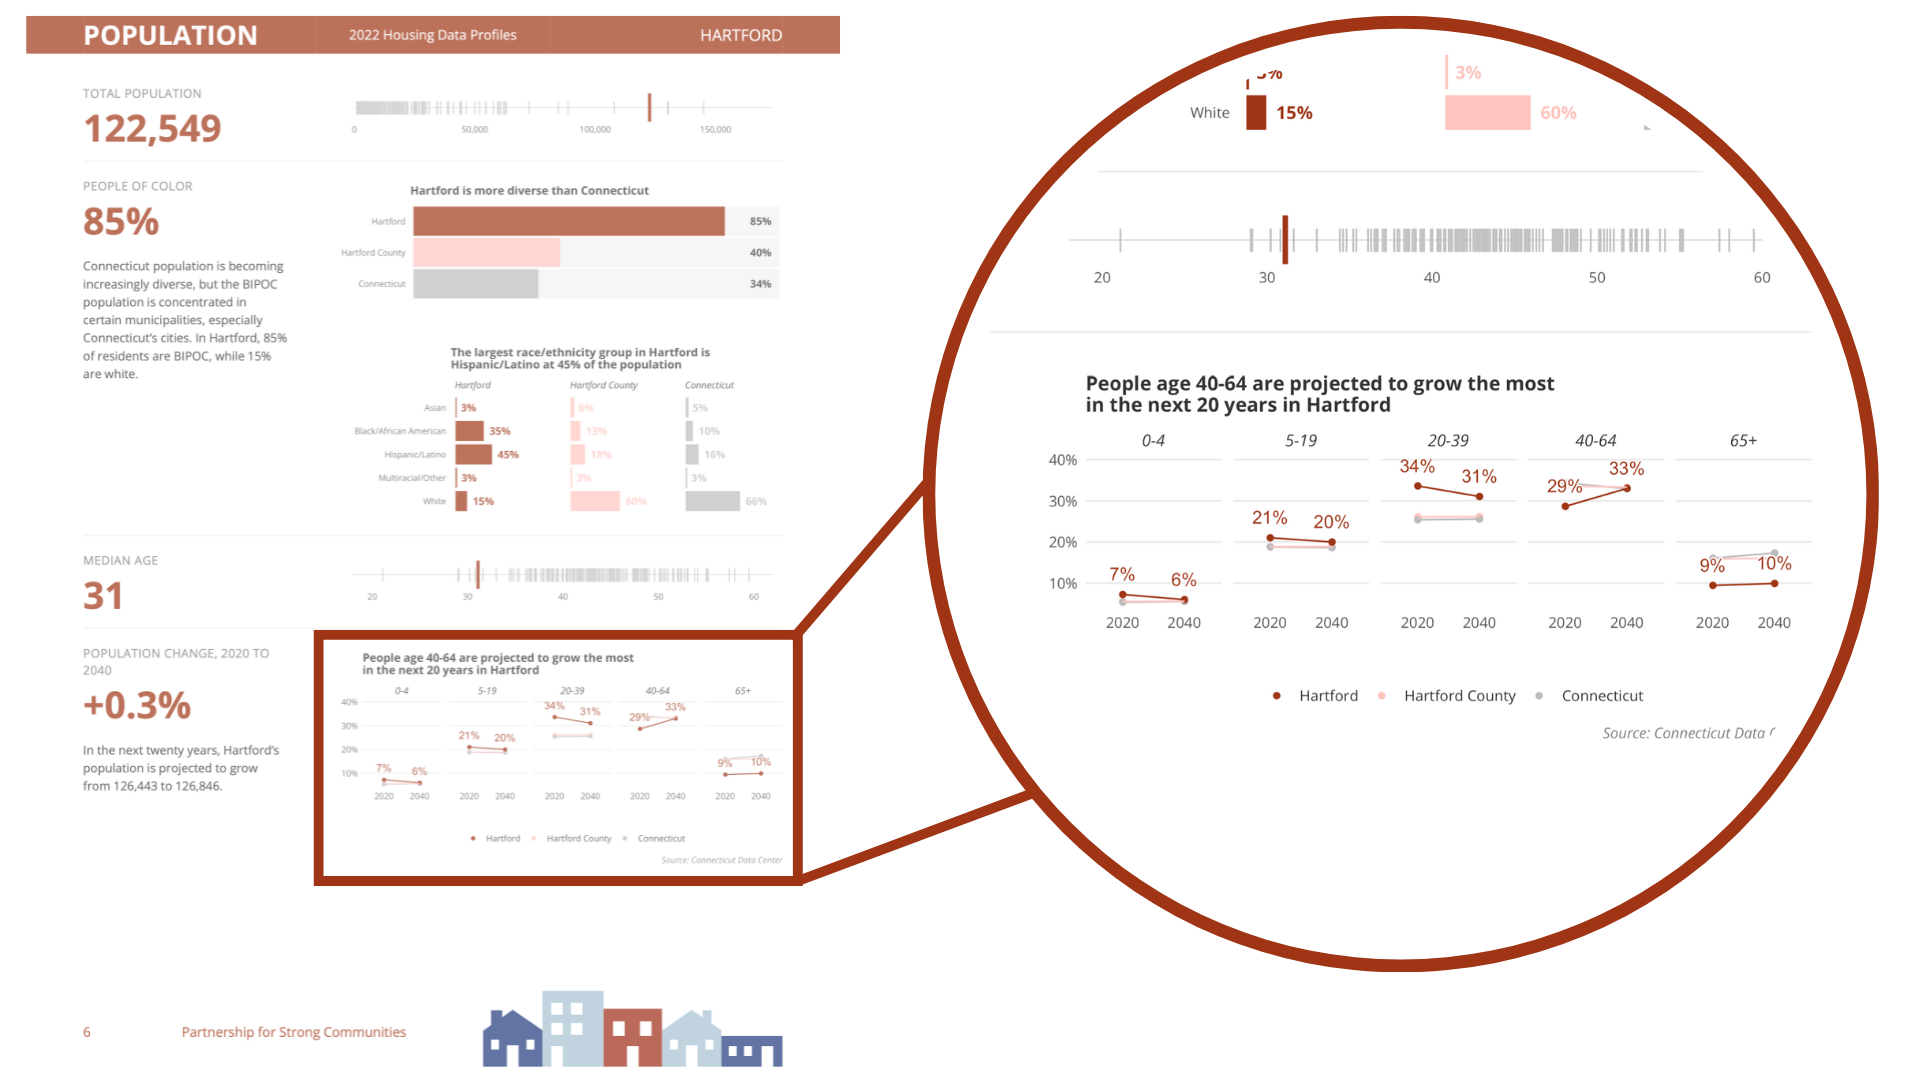 POPULATION
2022 Housing Data Profiles
HARTFORD
TOTAL POPULATION
122,549
0 50,000 100,000 150,000
PEOPLE OF COLOR
85%
Connecticut population is becoming
increasingly diverse, but the BIPOC
population is concentrated in
certain municipalities, especially
Connecticut's cities. In Hartford, 85%
of residents are BIPOC, while 15%
are white.
Hartford is more diverse than Connecticut
Hartford 85%
Hartford County 40%
Connecticut 34%
The largest race/ethnicity group in Hartford is
Hispanic/Latino at 45% of the population
Hartford Hartford County Connecticut
Asian 3% 6% 5%
Black/African American 35% 13% 10%
Hispanic/Latino 45% 18% 16%
Multiracial/Other 3% 3% 3%
White 15% 60% 66%
MEDIAN AGE
31
20 30 40 50 60
POPULATION CHANGE, 2020 TO
2040
+0.3%
In the next twenty years, Hartford's
population is projected to grow
from 126,443 to 126,846.
People age 40-64 are projected to grow the most
in the next 20 years in Hartford
0-4 5-19 20-39 40-64 65+
40%
30%
20%
10%
7% 6% 21% 20% 34% 31% 29% 33% 9% 10%
2020 2040 2020 2040 2020 2040 2020 2040 2020 2040
Hartford Hartford County Connecticut
Source: Connecticut Data Center
6
Partnership for Strong Communities
3%
White 15% 60%
20 30 40 50 60
People age 40-64 are projected to grow the most
in the next 20 years in Hartford
0-4 5-19 20-39 40-64 65+
40%
30%
20%
10%
7% 6% 21% 20% 34% 31% 29% 33% 9% 10%
2020 2040 2020 2040 2020 2040 2020 2040 2020 2040
Hartford Hartford County Connecticut
Source: Connecticut Data